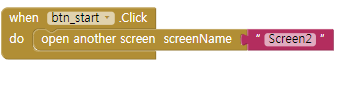 when btn_start .Click
do open another screen screenName " Screen2 "